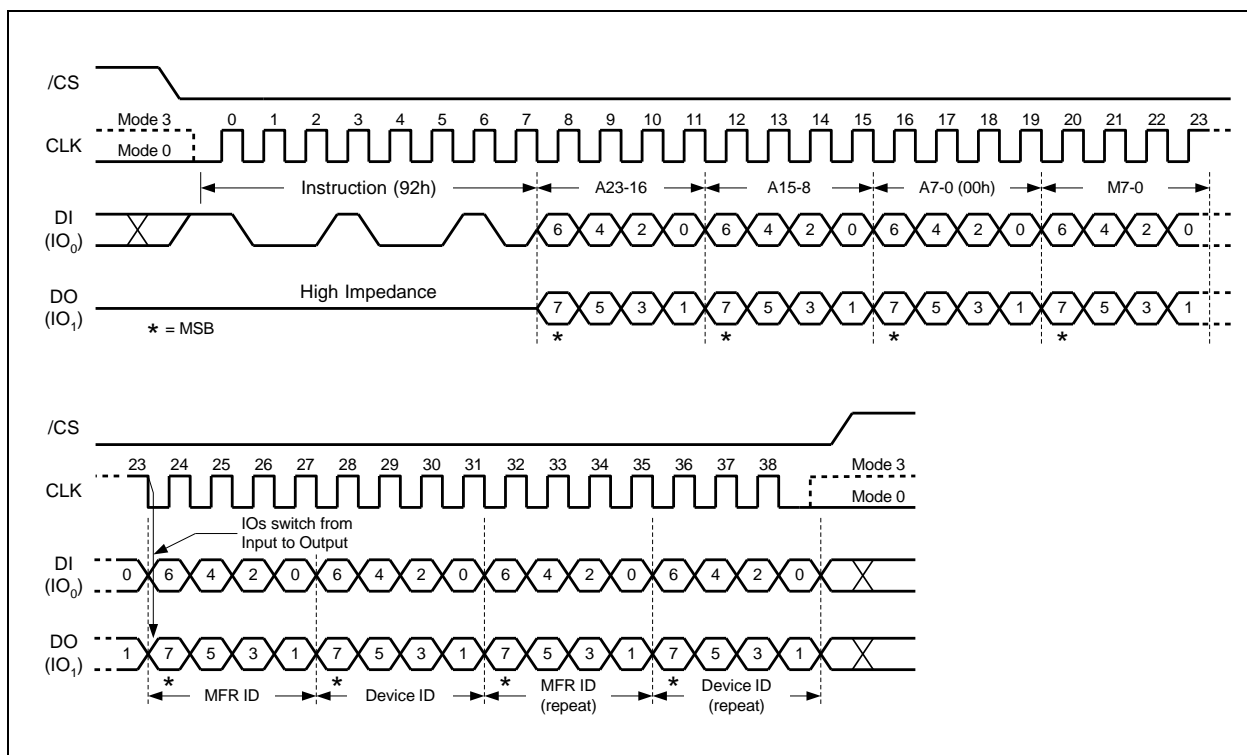 /CS
Mode 3 0 1 2 3 4 5 6 7 8 9 10 11 12 13 14 15 16 17 18 19 20 21 22 23
CLK
Mode 0
Instruction (92h) A23-16 A15-8 A7-0 (00h) M7-0
DI
(IO0)
6 4 2 0 6 4 2 0 6 4 2 0 6 4 2 0
High Impedance
DO
(IO1)
7 5 3 1 7 5 3 1 7 5 3 1 7 5 3 1
* = MSB
* * * *
/CS
23 24 25 26 27 28 29 30 31 32 33 34 35 36 37 38 Mode 3
CLK
Mode 0
IOs switch from
Input to Output
DI
(IO0)
0 6 4 2 0 6 4 2 0 6 4 2 0 6 4 2 0
DO
(IO1)
1 7 5 3 1 7 5 3 1 7 5 3 1 7 5 3 1
* * * *
MFR ID Device ID MFR ID
(repeat)
Device ID
(repeat)